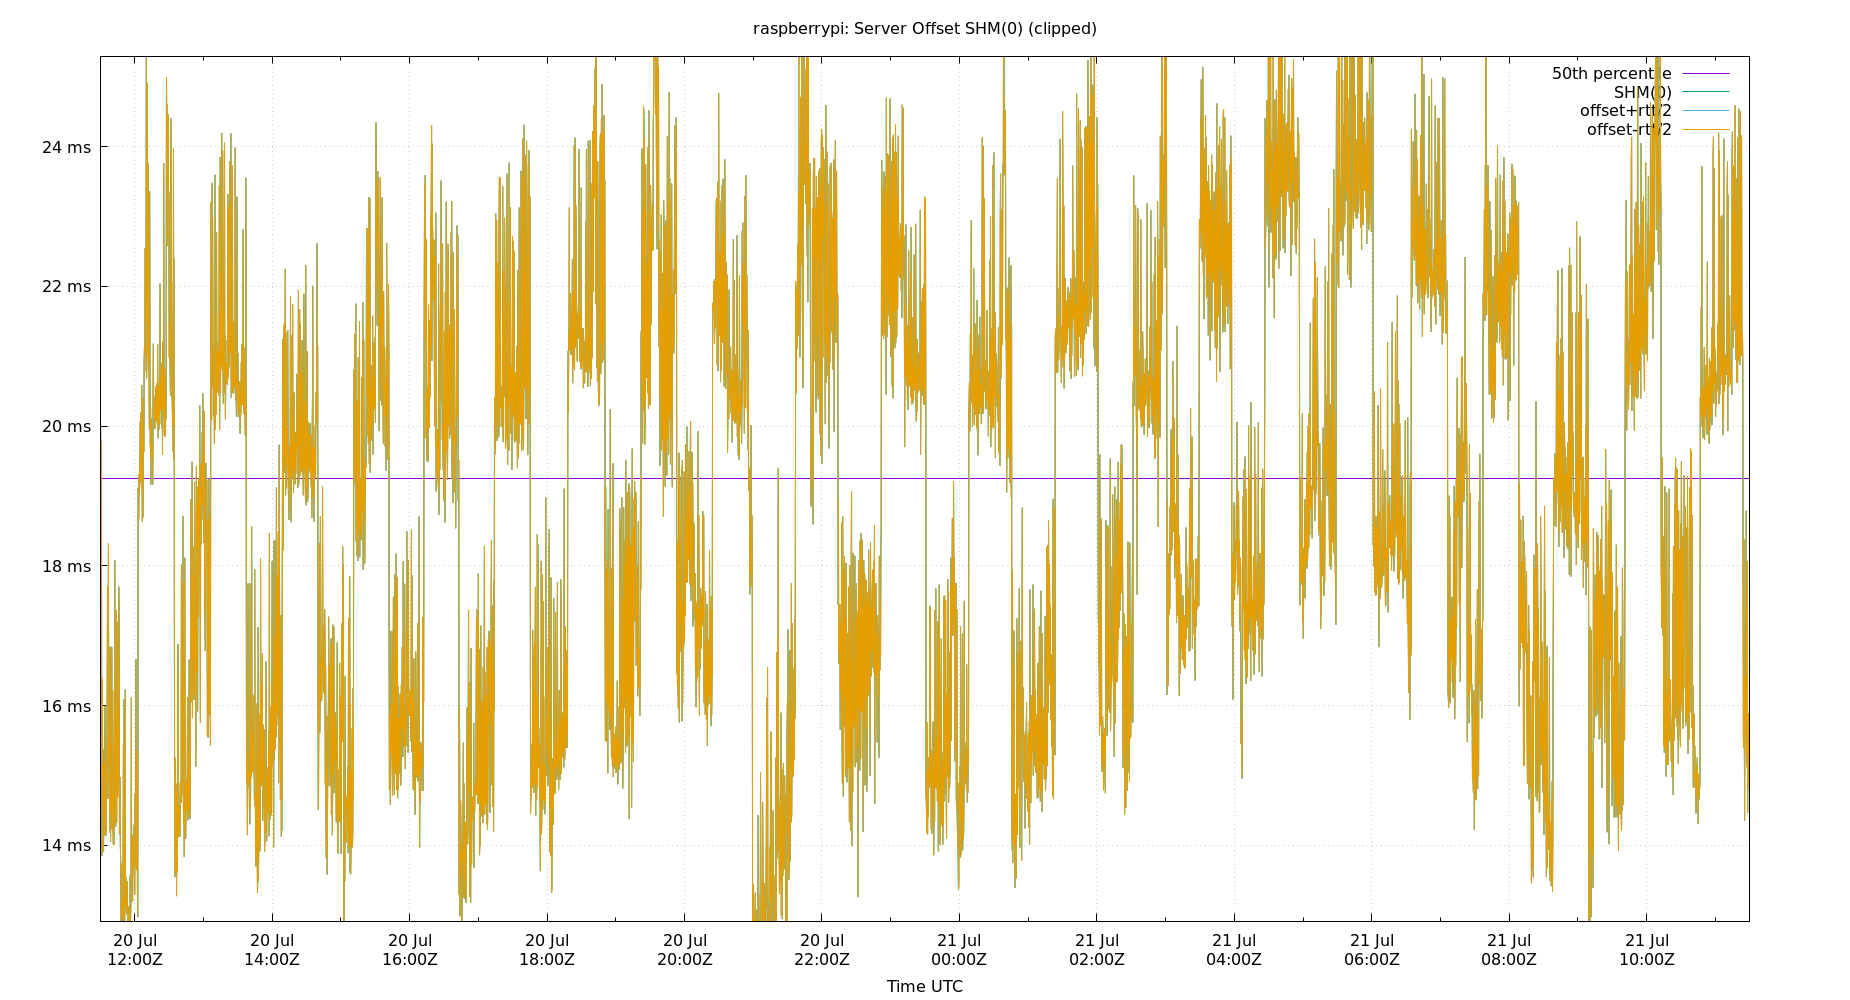 raspberrypi: Server Offset SHM(0) (clipped)
50th percentile
SHM(0)
offset+rtt/2
offset-rtt/2
24 ms
22 ms
20 ms
18 ms
16 ms
14 ms
20 Jul 20 Jul 20 Jul 20 Jul 20 Jul 20 Jul 21 Jul 21 Jul 21 Jul 21 Jul 21 Jul 21 Jul
12:00Z 14:00Z 16:00Z 18:00Z 20:00Z 22:00Z 00:00Z 02:00Z 04:00Z 06:00Z 08:00Z 10:00Z
Time UTC